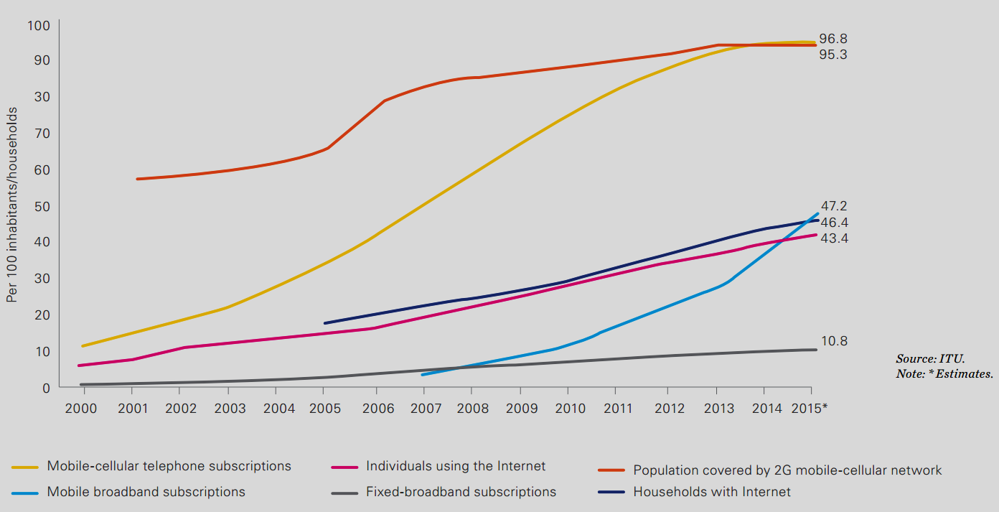 Per 100 inhabitants/households
100
90
30
70
60
50
40
30
20
10
0
96.8
95.3
47.2
46.4
43.4
10.8
2000 2001 2002 2003 2004 2005 2006 2007 2008 2009 2010 2011 2012 2013 2014 2015*
Source: ITU.
Note: * Estimates.
Mobile-cellular telephone subscriptions
Individuals using the Internet
Population covered by 2G mobile-cellular network
Mobile broadband subscriptions
Fixed-broadband subscriptions
Households with Internet